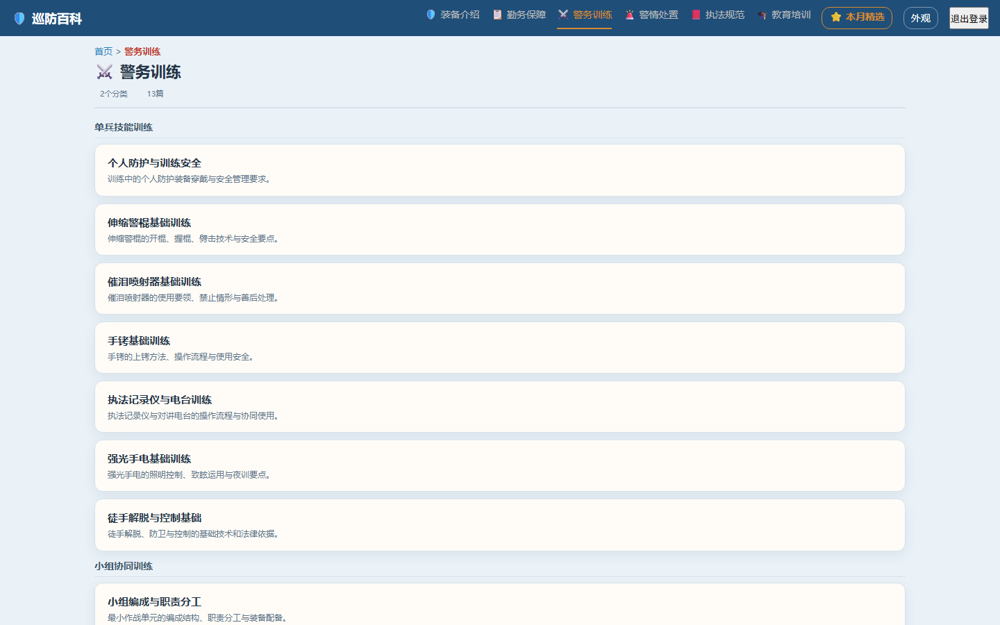 巡防百科
装备介绍 勤务保障 警务训练 警情处置 执法规范 教育培训 本月精选 外观 退出登录
首页 > 警务训练
警务训练
2个分类 13篇
单兵技能训练
个人防护与训练安全
训练中的个人防护装备穿戴与安全管理要求。
伸缩警棍基础训练
伸缩警棍的开棍、握棍、劈击技术与安全要点。
催泪喷射器基础训练
催泪喷射器的使用要领、禁止情形与善后处理。
手铐基础训练
手铐的上铐方法、操作流程与使用安全。
执法记录仪与电台训练
执法记录仪与对讲电台的操作流程与协同使用。
强光手电基础训练
强光手电的照明控制、致眩运用与夜训要点。
徒手解脱与控制基础
徒手解脱、防卫与控制的基础技术和法律依据。
小组协同训练
小组编成与职责分工
最小作战单元的编成结构、职责分工与装备配备。